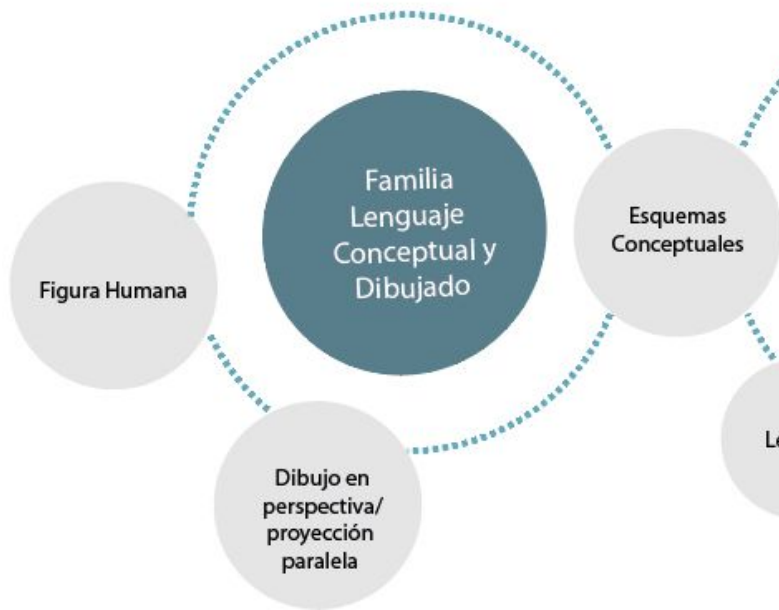 Familia
Lenguaje
Conceptual y
Dibujado
Esquemas
Conceptuales
Figura Humana
Dibujo en
perspectiva/
proyección
paralela